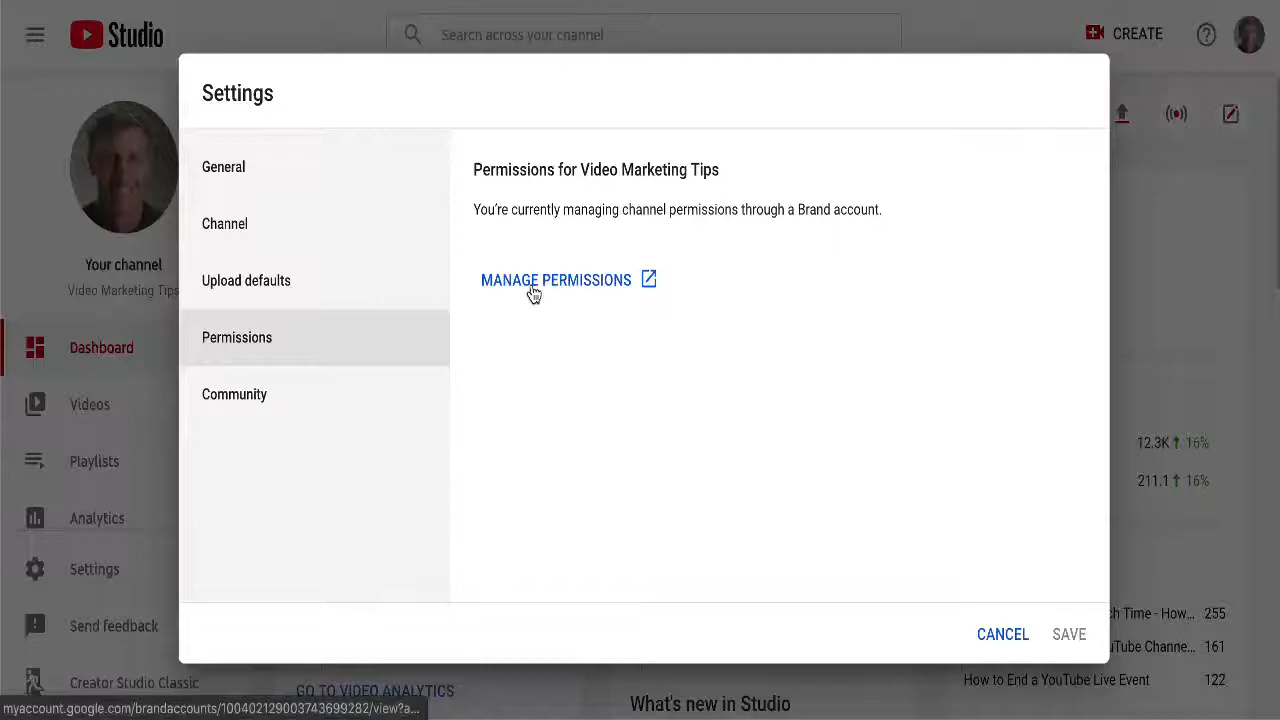 Studio
Search across your channel
CREATE
Settings
General
Channel
Upload defaults
Permissions
Community
Permissions for Video Marketing Tips
You're currently managing channel permissions through a Brand account.
MANAGE PERMISSIONS
CANCEL
SAVE
Your channel
Video Marketing Tips
Dashboard
Videos
Playlists
Analytics
Settings
Send feedback
Creator Studio Classic
12.3K 16%
211.1 16%
ch Time - How... 255
uTube Channe... 161
How to End a YouTube Live Event 122
GO TO VIDEO ANALYTICS
What's new in Studio
myaccount.google.com/brandaccounts/100402129003743699282/view?a...